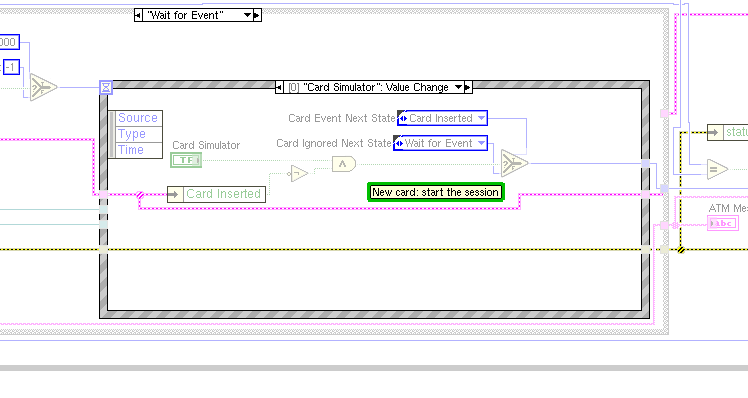 "Wait for Event"
000
-1
[0] "Card Simulator": Value Change
Source
Type
Time
Card Event Next State
Card Inserted
Card Simulator
TF
Card Ignored Next State
Wait for Event
Card Inserted
New card: start the session
statu
ATM Me
abc